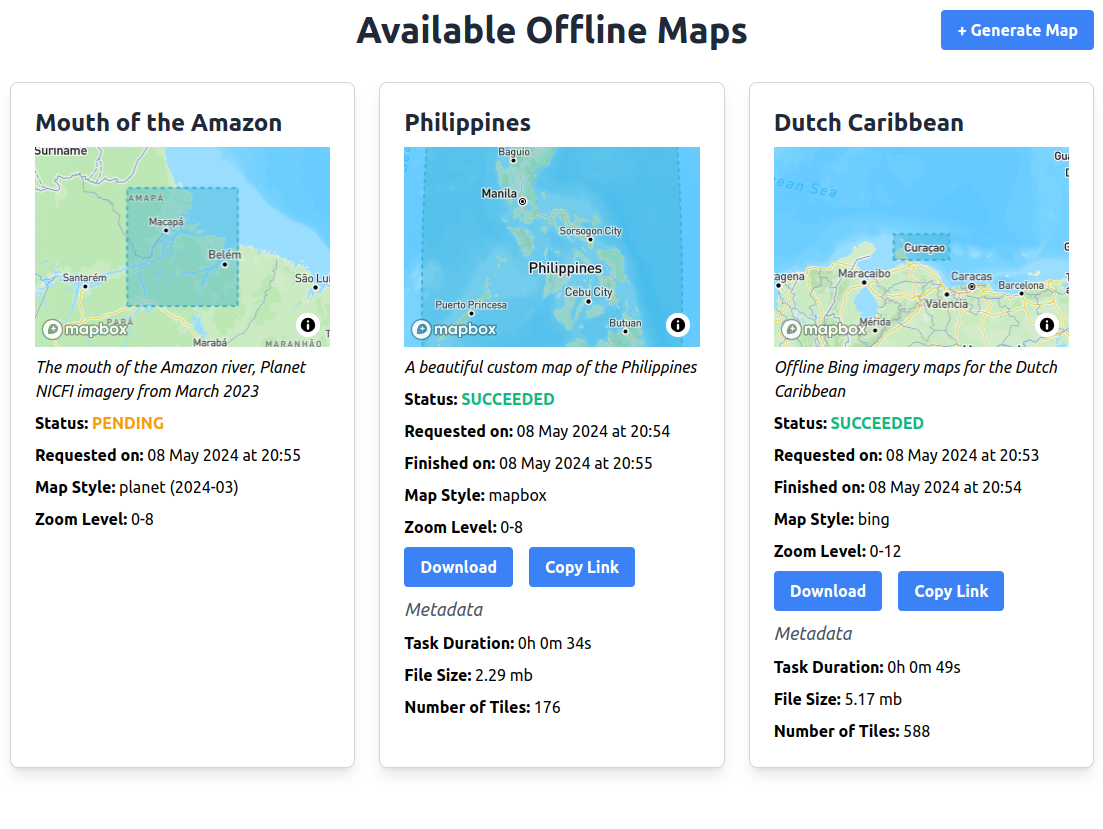 Available Offline Maps
+ Generate Map
Mouth of the Amazon
Suriname
AMAPÁ
Macapá
Belém
Santarém
São Lu
PARÁ
mapbox
Marabá
MARANHÃO
The mouth of the Amazon river, Planet
NICFI imagery from March 2023
Status: PENDING
Requested on: 08 May 2024 at 20:55
Map Style: planet (2024-03)
Zoom Level: 0-8
Philippines
Baguio
Manila
Sorsogon City
Philippines
Cebu City
Puerto Princesa
Butuan
mapbox
A beautiful custom map of the Philippines
Status: SUCCEEDED
Requested on: 08 May 2024 at 20:54
Finished on: 08 May 2024 at 20:55
Map Style: mapbox
Zoom Level: 0-8
Download Copy Link
Metadata
Task Duration: 0h 0m 34s
File Size: 2.29 mb
Number of Tiles: 176
Dutch Caribbean
Gua
ean Sea
Curaçao
agena
Maracaibo
Caracas
Barcelona
Valencia
Mérida
mapbox
Offline Bing imagery maps for the Dutch
Caribbean
Status: SUCCEEDED
Requested on: 08 May 2024 at 20:53
Finished on: 08 May 2024 at 20:54
Map Style: bing
Zoom Level: 0-12
Download Copy Link
Metadata
Task Duration: 0h 0m 49s
File Size: 5.17 mb
Number of Tiles: 588